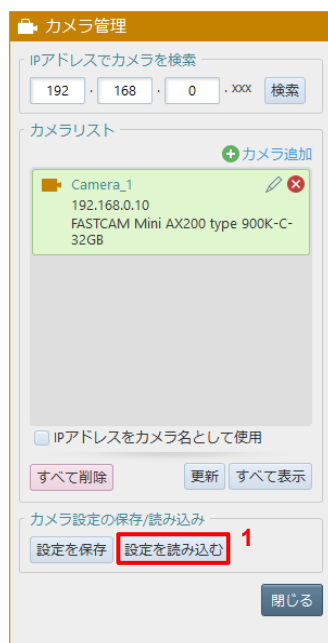 カメラ管理
IPアドレスでカメラを検索
192 . 168 . 0 . xxx 検索
カメラリスト
カメラ追加
Camera_1
192.168.0.10
FASTCAM Mini AX200 type 900K-C-
32GB
IPアドレスをカメラ名として使用
すべて削除 更新 すべて表示
カメラ設定の保存/読み込み
設定を保存 設定を読み込む 1
閉じる